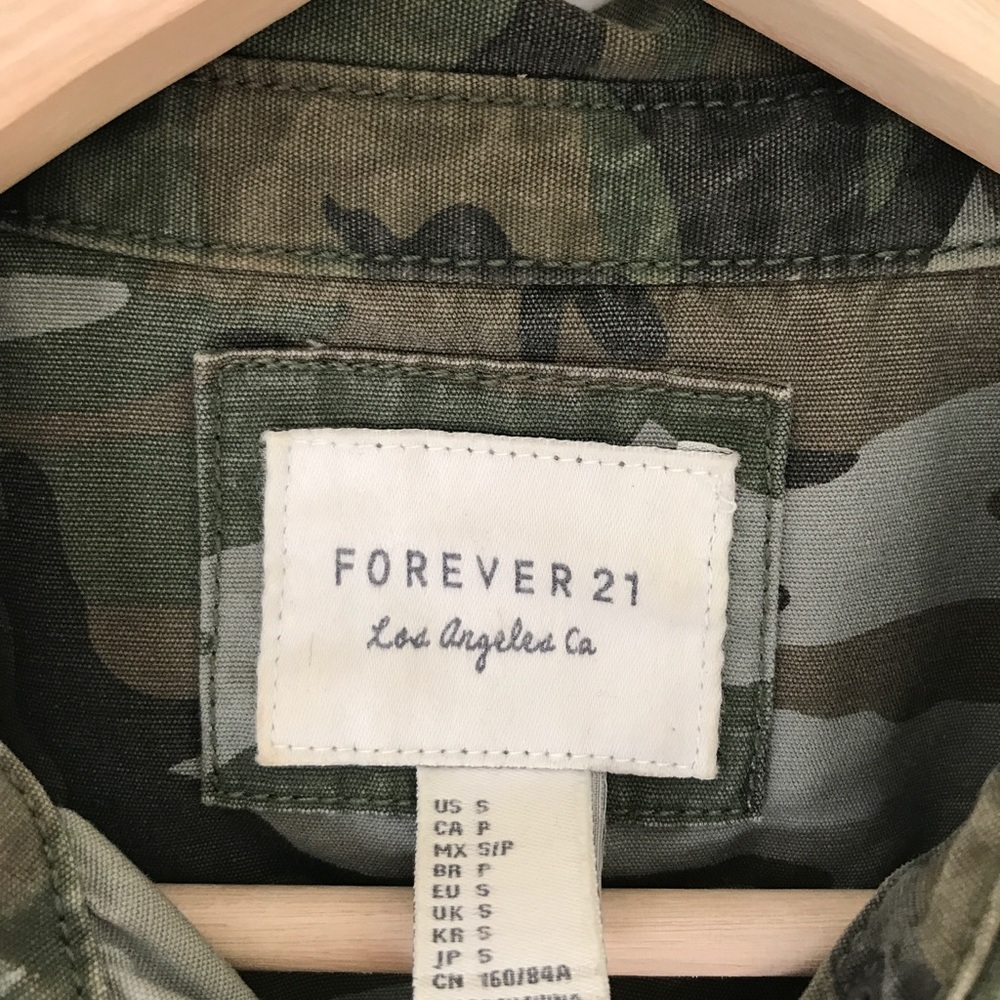 FOREVER 21
Los Angeles Ca
US S
CA P
MX S/P
BR P
EU S
UK S
KR S
JP S
CN 160/84A